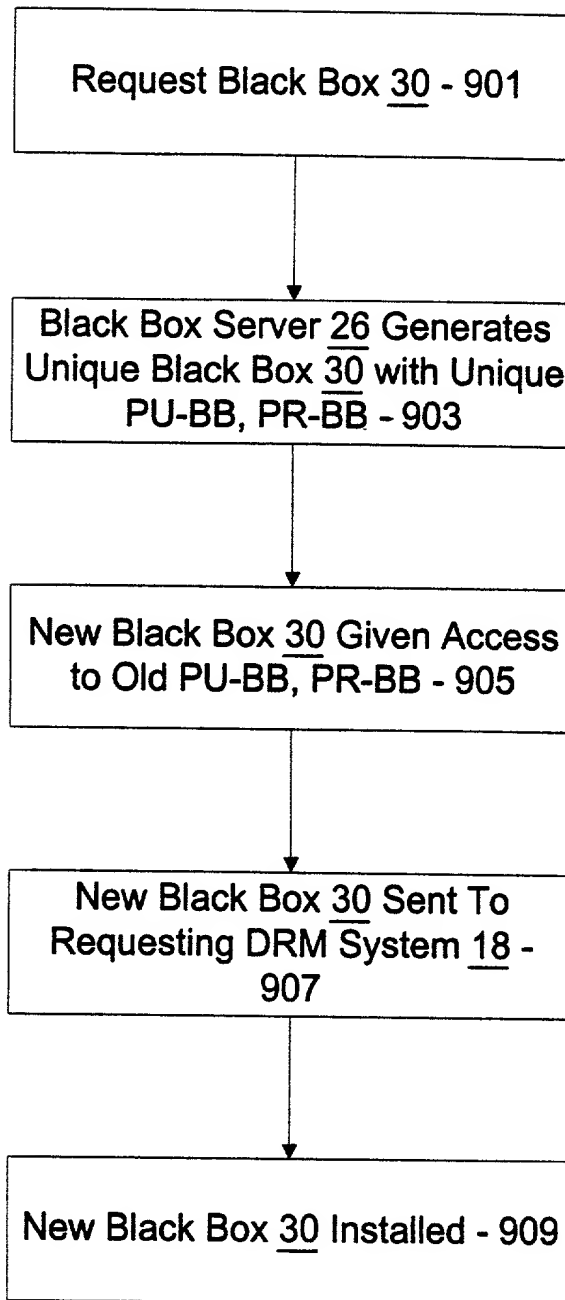 Request Black Box 30 - 901
Black Box Server 26 Generates
Unique Black Box 30 with Unique
PU-BB, PR-BB - 903
New Black Box 30 Given Access
to Old PU-BB, PR-BB - 905
New Black Box 30 Sent To
Requesting DRM System 18 -
907
New Black Box 30 Installed - 909